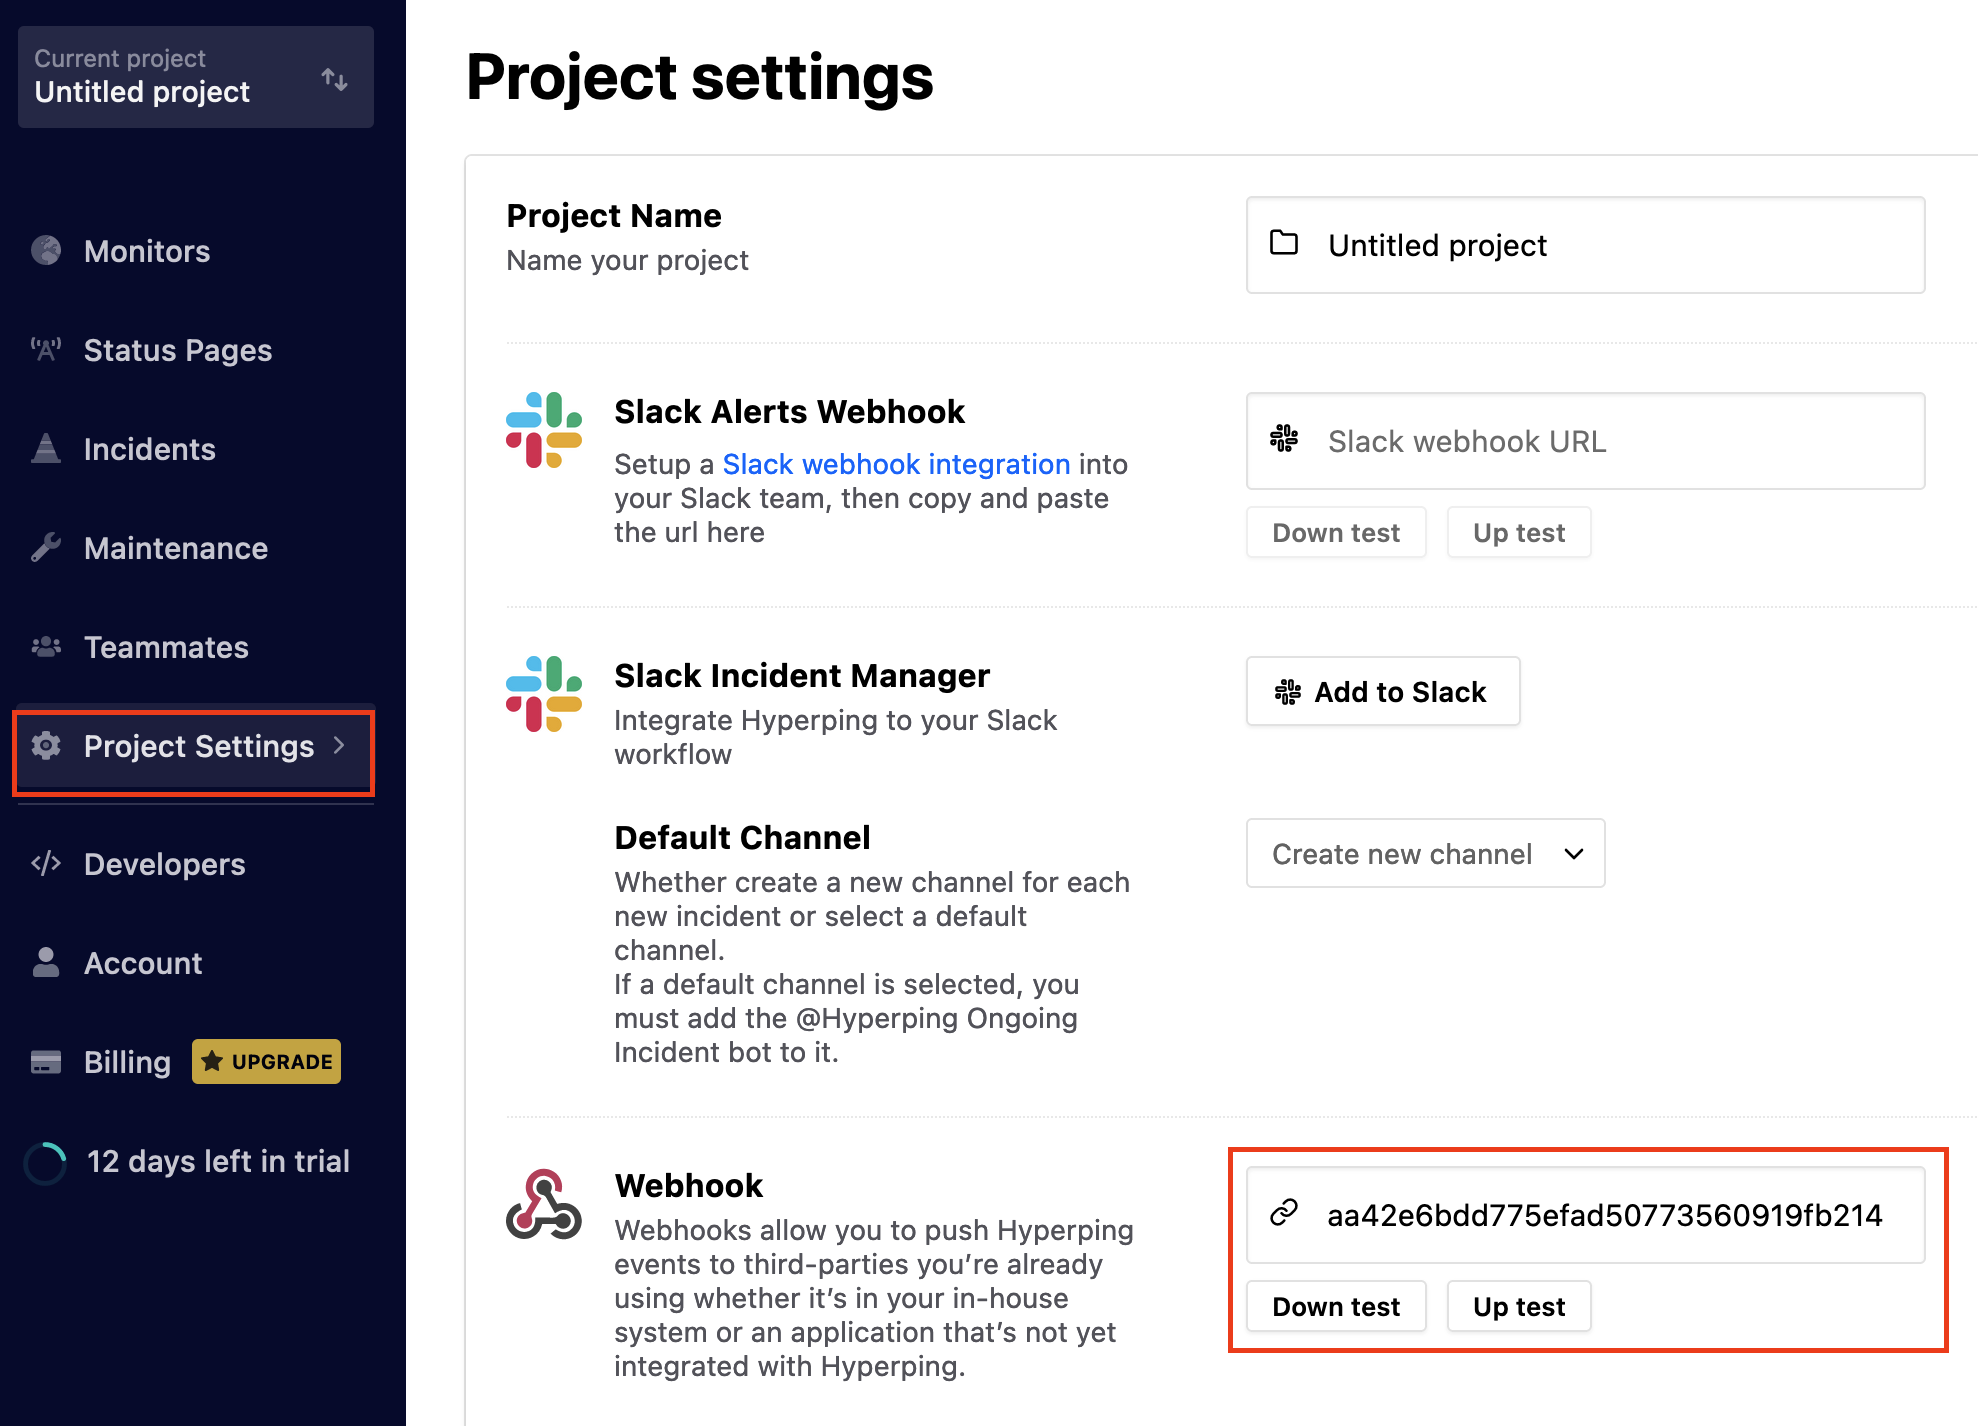 Current project
Untitled project
Monitors
Status Pages
Incidents
Maintenance
Teammates
Project Settings
Developers
Account
Billing
UPGRADE
12 days left in trial
Project settings
Project Name
Name your project
Untitled project
Slack Alerts Webhook
Setup a Slack webhook integration into
your Slack team, then copy and paste
the url here
Slack webhook URL
Down test
Up test
Slack Incident Manager
Integrate Hyperping to your Slack
workflow
Add to Slack
Default Channel
Whether create a new channel for each
new incident or select a default
channel.
If a default channel is selected, you
must add the @Hyperping Ongoing
Incident bot to it.
Create new channel
Webhook
Webhooks allow you to push Hyperping
events to third-parties you’re already
using whether it’s in your in-house
system or an application that’s not yet
integrated with Hyperping.
aa42e6bdd775efad50773560919fb214
Down test
Up test